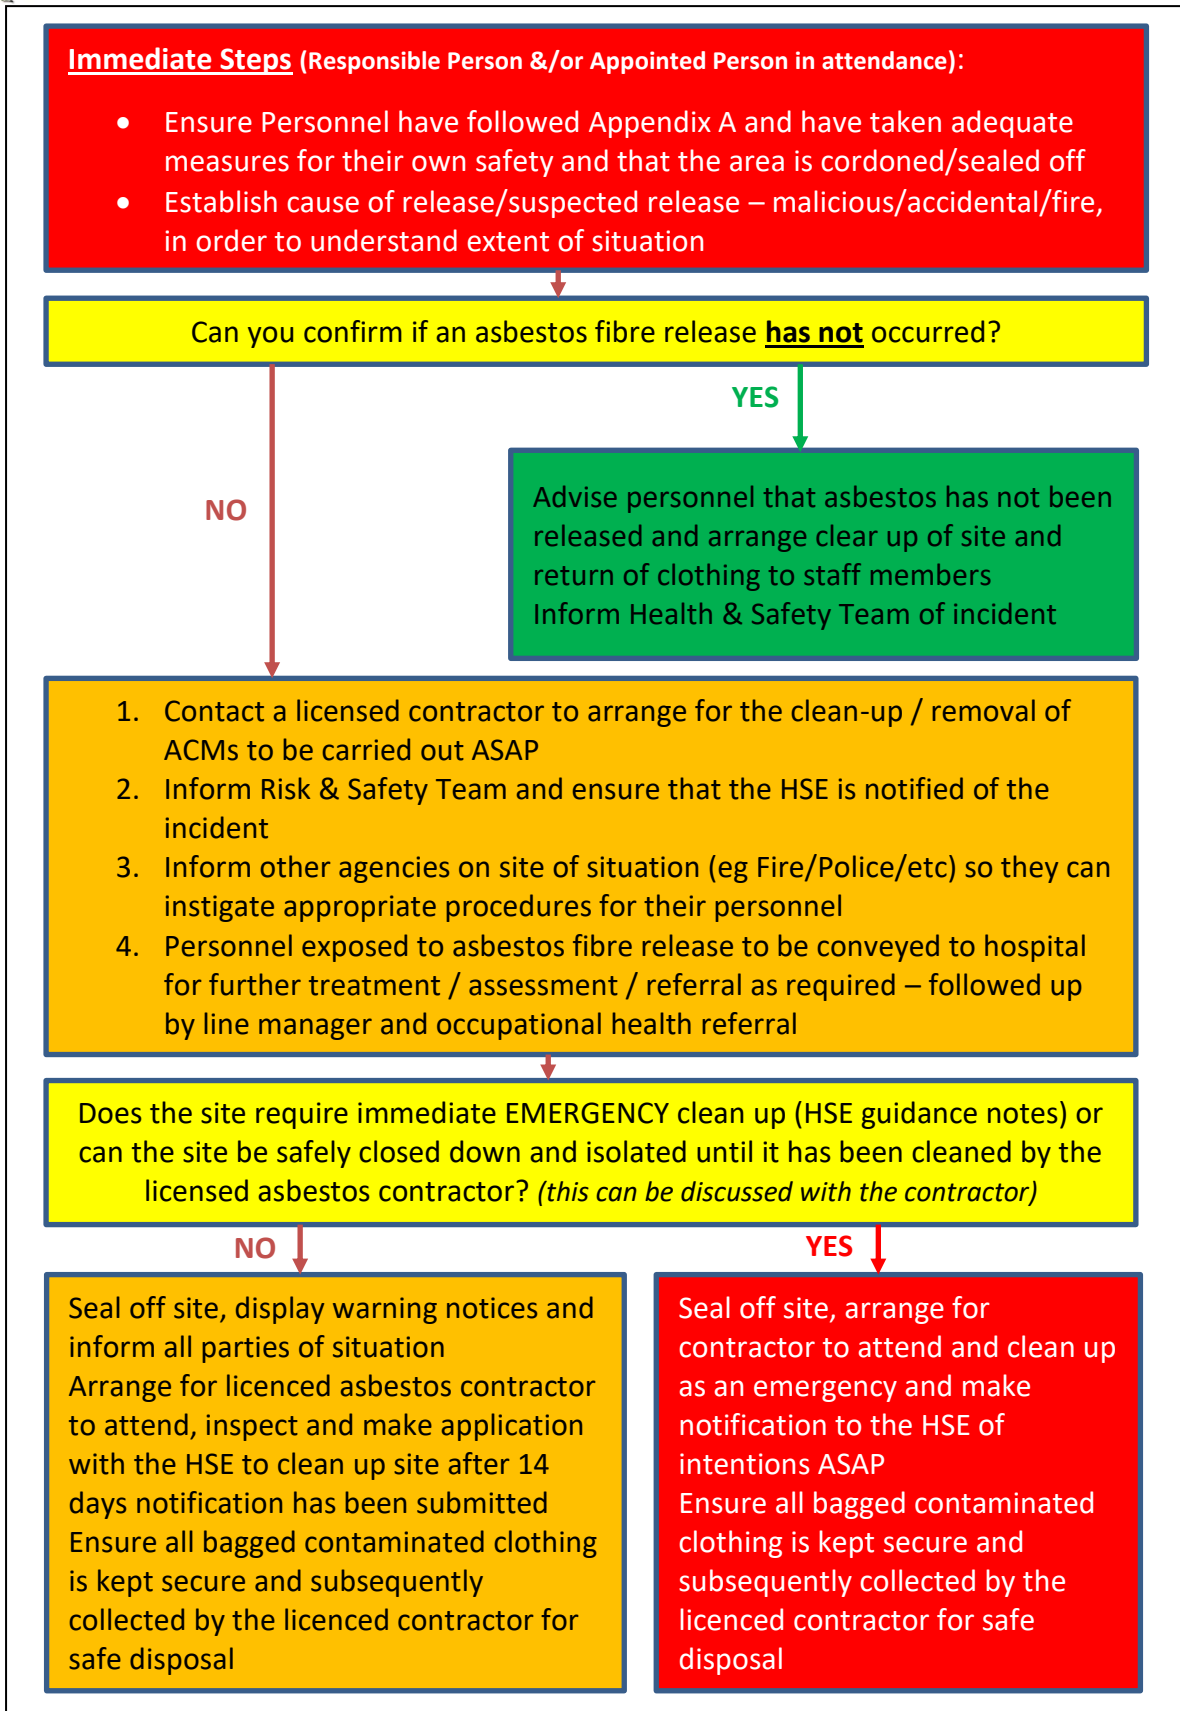 Immediate Steps (Responsible Person &/or Appointed Person in attendance):
• Ensure Personnel have followed Appendix A and have taken adequate
measures for their own safety and that the area is cordoned/sealed off
• Establish cause of release/suspected release – malicious/accidental/fire,
in order to understand extent of situation
Can you confirm if an asbestos fibre release has not occurred?
YES
NO
Advise personnel that asbestos has not been
released and arrange clear up of site and
return of clothing to staff members
Inform Health & Safety Team of incident
1. Contact a licensed contractor to arrange for the clean-up / removal of
ACMs to be carried out ASAP
2. Inform Risk & Safety Team and ensure that the HSE is notified of the
incident
3. Inform other agencies on site of situation (eg Fire/Police/etc) so they can
instigate appropriate procedures for their personnel
4. Personnel exposed to asbestos fibre release to be conveyed to hospital
for further treatment / assessment / referral as required – followed up
by line manager and occupational health referral
Does the site require immediate EMERGENCY clean up (HSE guidance notes) or
can the site be safely closed down and isolated until it has been cleaned by the
licensed asbestos contractor? (this can be discussed with the contractor)
NO
YES
Seal off site, display warning notices and
inform all parties of situation
Arrange for licenced asbestos contractor
to attend, inspect and make application
with the HSE to clean up site after 14
days notification has been submitted
Ensure all bagged contaminated clothing
is kept secure and subsequently
collected by the licenced contractor for
safe disposal
Seal off site, arrange for
contractor to attend and clean up
as an emergency and make
notification to the HSE of
intentions ASAP
Ensure all bagged contaminated
clothing is kept secure and
subsequently collected by the
licenced contractor for safe
disposal